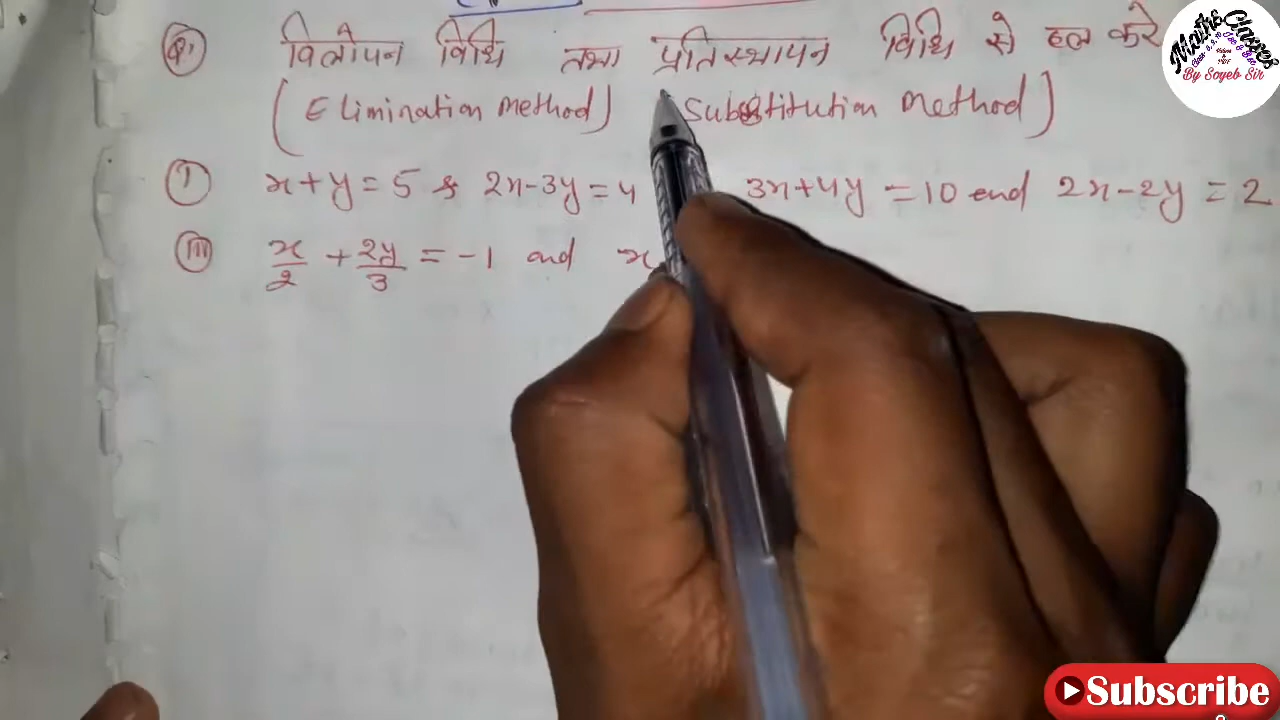 Q. विलोपन विधि तथा प्रतिस्थापन विधि से हल करे
(Elimination method) Substitution Method)
I x+y=5 & 2x-3y=4 3x+4y=10 and 2x-2y=2
III x/2 + 2y/3 = -1 and x
Maths Classes
By Soyeb Sir
Subscribe